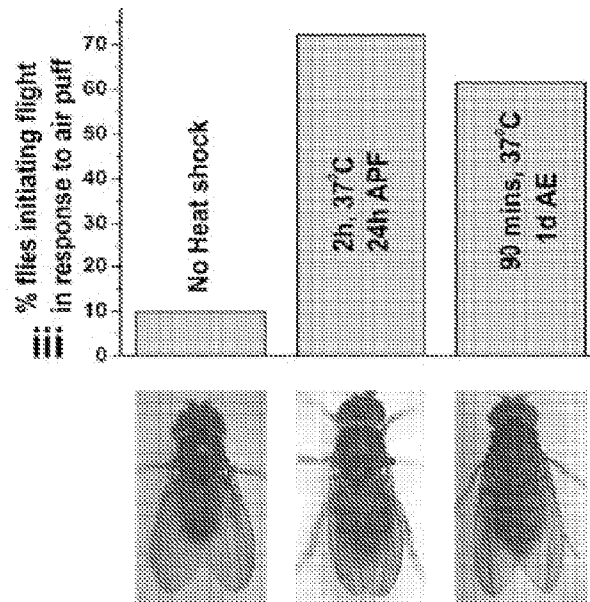 iii
% flies initiating flight
in response to air puff
70
60
50
40
30
20
10
0
No Heat shock
2h, 37°C
24h APF
90 mins, 37°C
1d AE